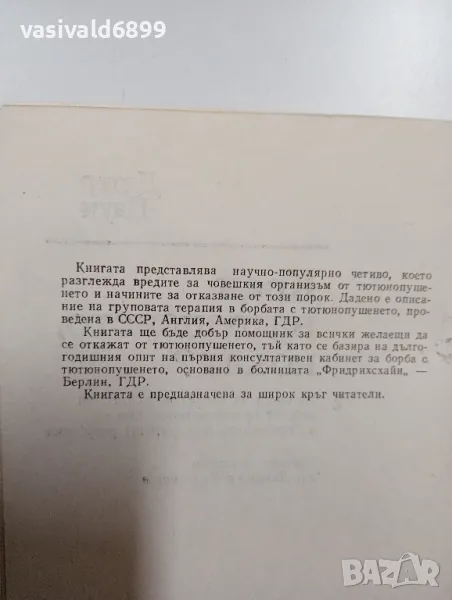 vasivald6899
Книгата представлява научно-популярно четиво, което
разглежда вредите за човешкия организъм от тютюнопуше-
нето и начините за отказване от този порок. Дадено е описа-
ние на груповата терапия в борбата с тютюнопушенето, про-
ведена в СССР, Англия, Америка, ГДР.
Книгата ще бъде добър помощник за всички желаещи да
се откажат от тютюнопушенето, тъй като се базира на дълго-
годишния опит на първия консултативен кабинет за борба с
тютюнопушенето, основано в болницата „Фридрихсхайн" —
Берлин, ГДР.
Книгата е предназначена за широк кръг читатели.
BAZAR.bg